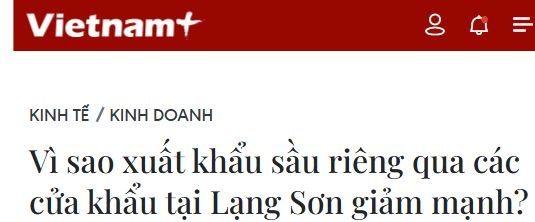 Vietnam+
KINH TẾ / KINH DOANH
Vì sao xuất khẩu sầu riêng qua các
cửa khẩu tại Lạng Sơn giảm mạnh?